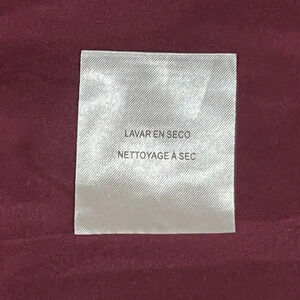 LAVAR EN SECO
NETTOYAGE À SEC